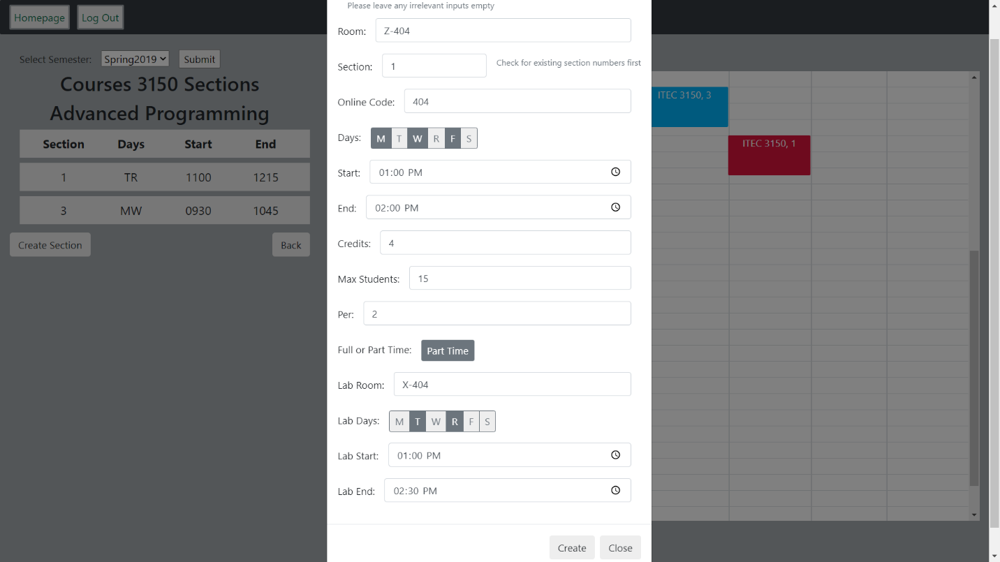 Homepage Log Out
Select Semester: Spring2019 Submit
Courses 3150 Sections
Advanced Programming
Section Days Start End
1 TR 1100 1215
3 MW 0930 1045
Create Section Back
Please leave any irrelevant inputs empty
Room: Z-404
Section: 1 Check for existing section numbers first
Online Code: 404
Days: M T W R F S
Start: 01:00 PM
End: 02:00 PM
Credits: 4
Max Students: 15
Per: 2
Full or Part Time: Part Time
Lab Room: X-404
Lab Days: M T W R F S
Lab Start: 01:00 PM
Lab End: 02:30 PM
Create Close
ITEC 3150, 3
ITEC 3150, 1